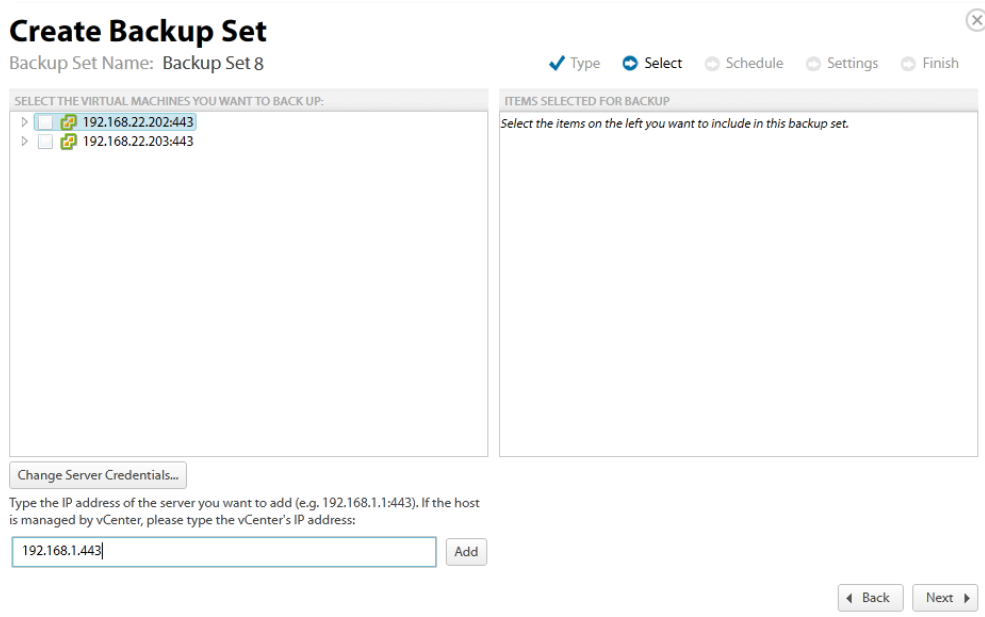 Create Backup Set
Backup Set Name: Backup Set 8
Type Select Schedule Settings Finish
SELECT THE VIRTUAL MACHINES YOU WANT TO BACK UP:
192.168.22.202:443
192.168.22.203:443
ITEMS SELECTED FOR BACKUP
Select the items on the left you want to include in this backup set.
Change Server Credentials...
Type the IP address of the server you want to add (e.g. 192.168.1.1:443). If the host
is managed by vCenter, please type the vCenter's IP address:
192.168.1.443
Add
Back
Next